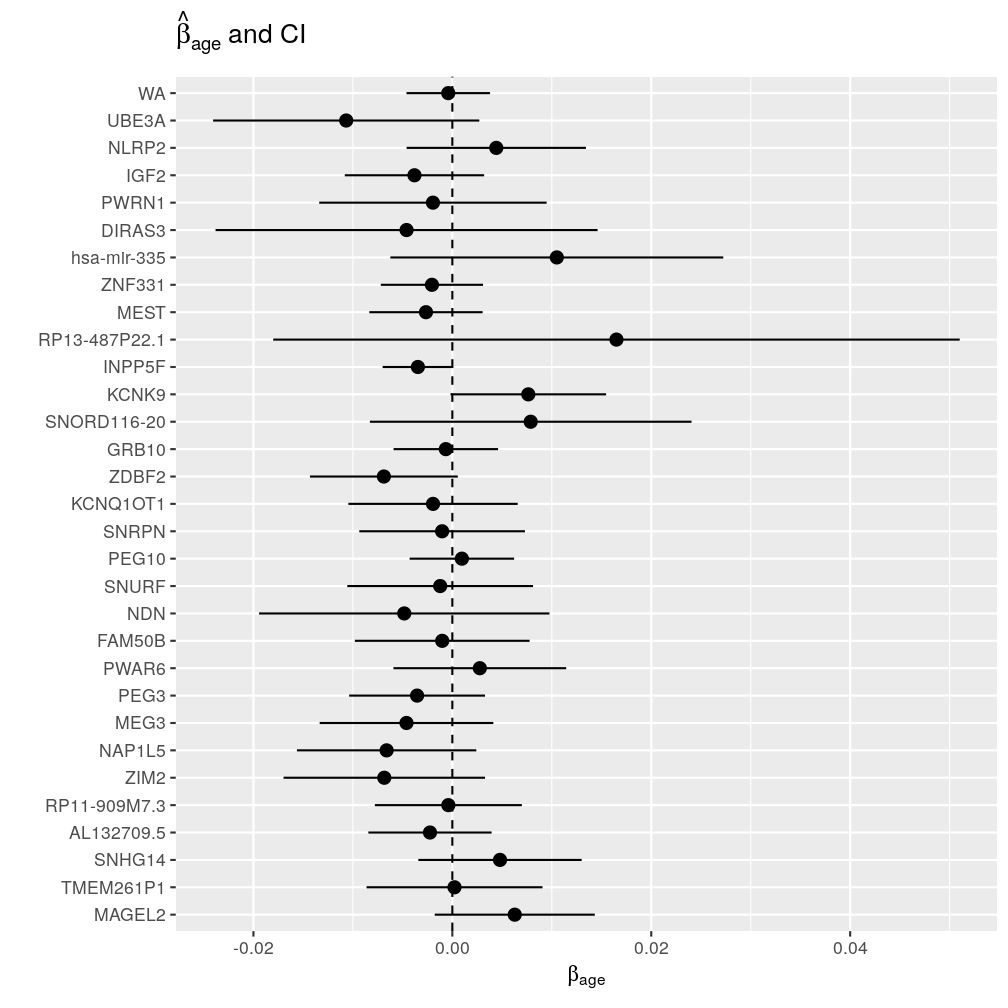 β̂age and CI
WA
UBE3A
NLRP2
IGF2
PWRN1
DIRAS3
hsa-mir-335
ZNF331
MEST
RP13-487P22.1
INPP5F
KCNK9
SNORD116-20
GRB10
ZDBF2
KCNQ1OT1
SNRPN
PEG10
SNURF
NDN
FAM50B
PWAR6
PEG3
MEG3
NAP1L5
ZIM2
RP11-909M7.3
AL132709.5
SNHG14
TMEM261P1
MAGEL2
-0.02 0.00 0.02 0.04
βage